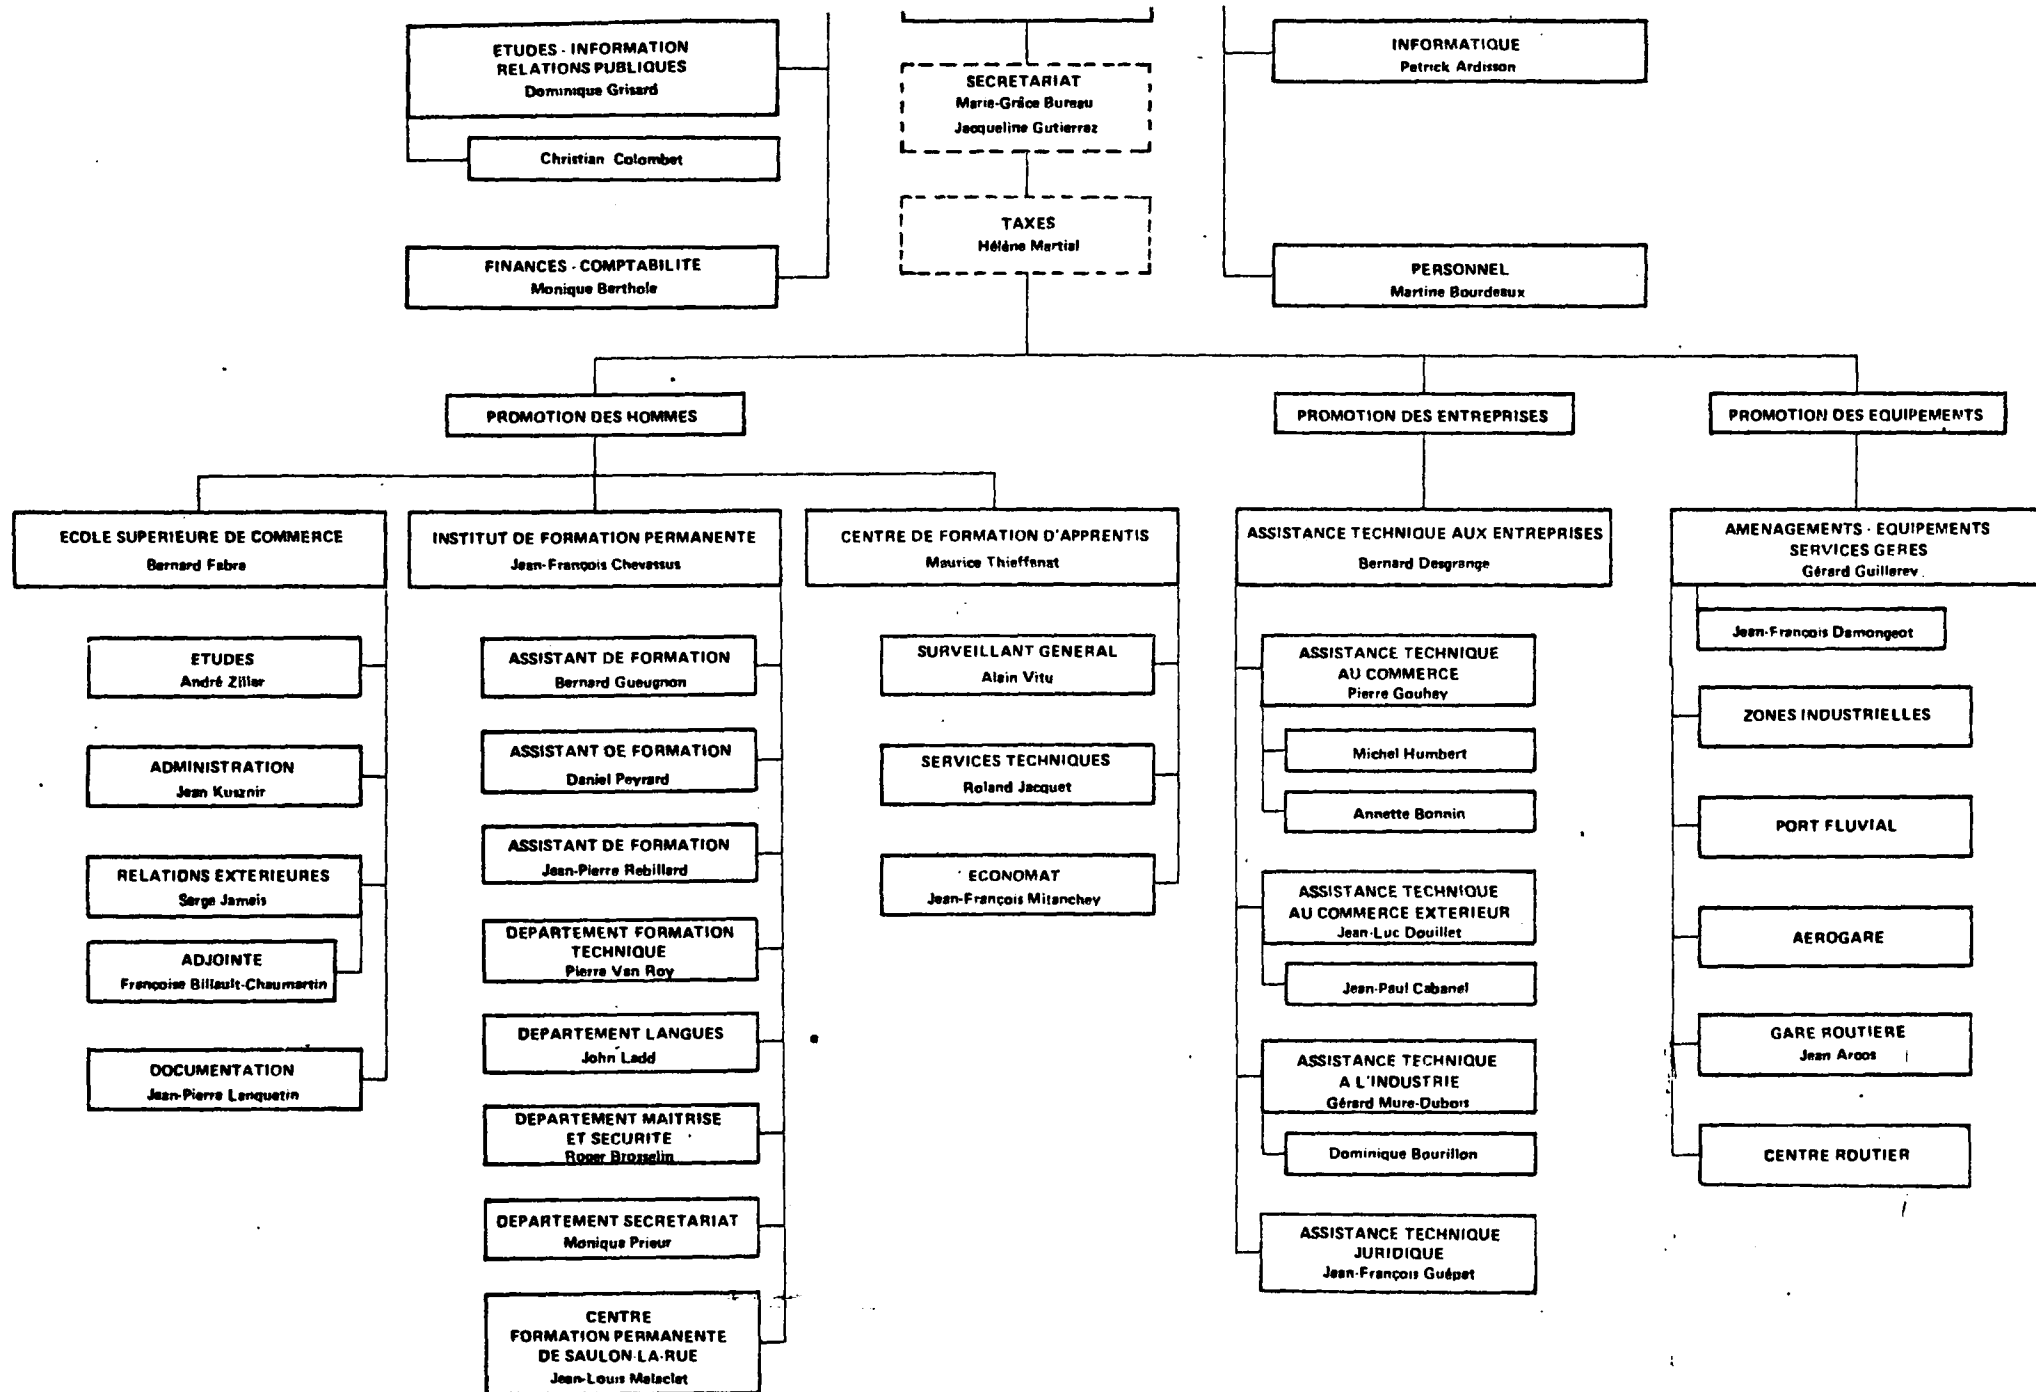 ETUDES - INFORMATION
RELATIONS PUBLIQUES
Dominique Grisard
Christian Colombet
FINANCES - COMPTABILITE
Monique Berthole
SECRETARIAT
Marie-Grâce Bureau
Jacqueline Gutierrez
TAXES
Hélène Martial
INFORMATIQUE
Patrick Ardisson
PERSONNEL
Martine Bourdeaux
PROMOTION DES HOMMES
PROMOTION DES ENTREPRISES
PROMOTION DES EQUIPEMENTS
ECOLE SUPERIEURE DE COMMERCE
Bernard Fabre
ETUDES
André Ziller
ADMINISTRATION
Jean Kusznir
RELATIONS EXTERIEURES
Serge Jameis
ADJOINTE
Françoise Billault-Chaumartin
DOCUMENTATION
Jean-Pierre Lanquetin
INSTITUT DE FORMATION PERMANENTE
Jean-François Chevassus
ASSISTANT DE FORMATION
Bernard Gueugnon
ASSISTANT DE FORMATION
Daniel Peyrard
ASSISTANT DE FORMATION
Jean-Pierre Rebillard
DEPARTEMENT FORMATION
TECHNIQUE
Pierre Van Roy
DEPARTEMENT LANGUES
John Ladd
DEPARTEMENT MAITRISE
ET SECURITE
Roger Brosselin
DEPARTEMENT SECRETARIAT
Monique Prieur
CENTRE
FORMATION PERMANENTE
DE SAULON-LA-RUE
Jean-Louis Malaclet
CENTRE DE FORMATION D'APPRENTIS
Maurice Thieffenat
SURVEILLANT GENERAL
Alain Vitu
SERVICES TECHNIQUES
Roland Jacquet
ECONOMAT
Jean-François Mitanchey
ASSISTANCE TECHNIQUE AUX ENTREPRISES
Bernard Desgrange
ASSISTANCE TECHNIQUE
AU COMMERCE
Pierre Gouhey
Michel Humbert
Annette Bonnin
ASSISTANCE TECHNIQUE
AU COMMERCE EXTERIEUR
Jean-Luc Douillet
Jean-Paul Cabanel
ASSISTANCE TECHNIQUE
A L'INDUSTRIE
Gérard Mure-Dubois
Dominique Bourillon
ASSISTANCE TECHNIQUE
JURIDIQUE
Jean-François Guépet
AMENAGEMENTS - EQUIPEMENTS
SERVICES GERES
Gérard Guillerey
Jean-François Damongeot
ZONES INDUSTRIELLES
PORT FLUVIAL
AEROGARE
GARE ROUTIERE
Jean
CENTRE ROUTIER